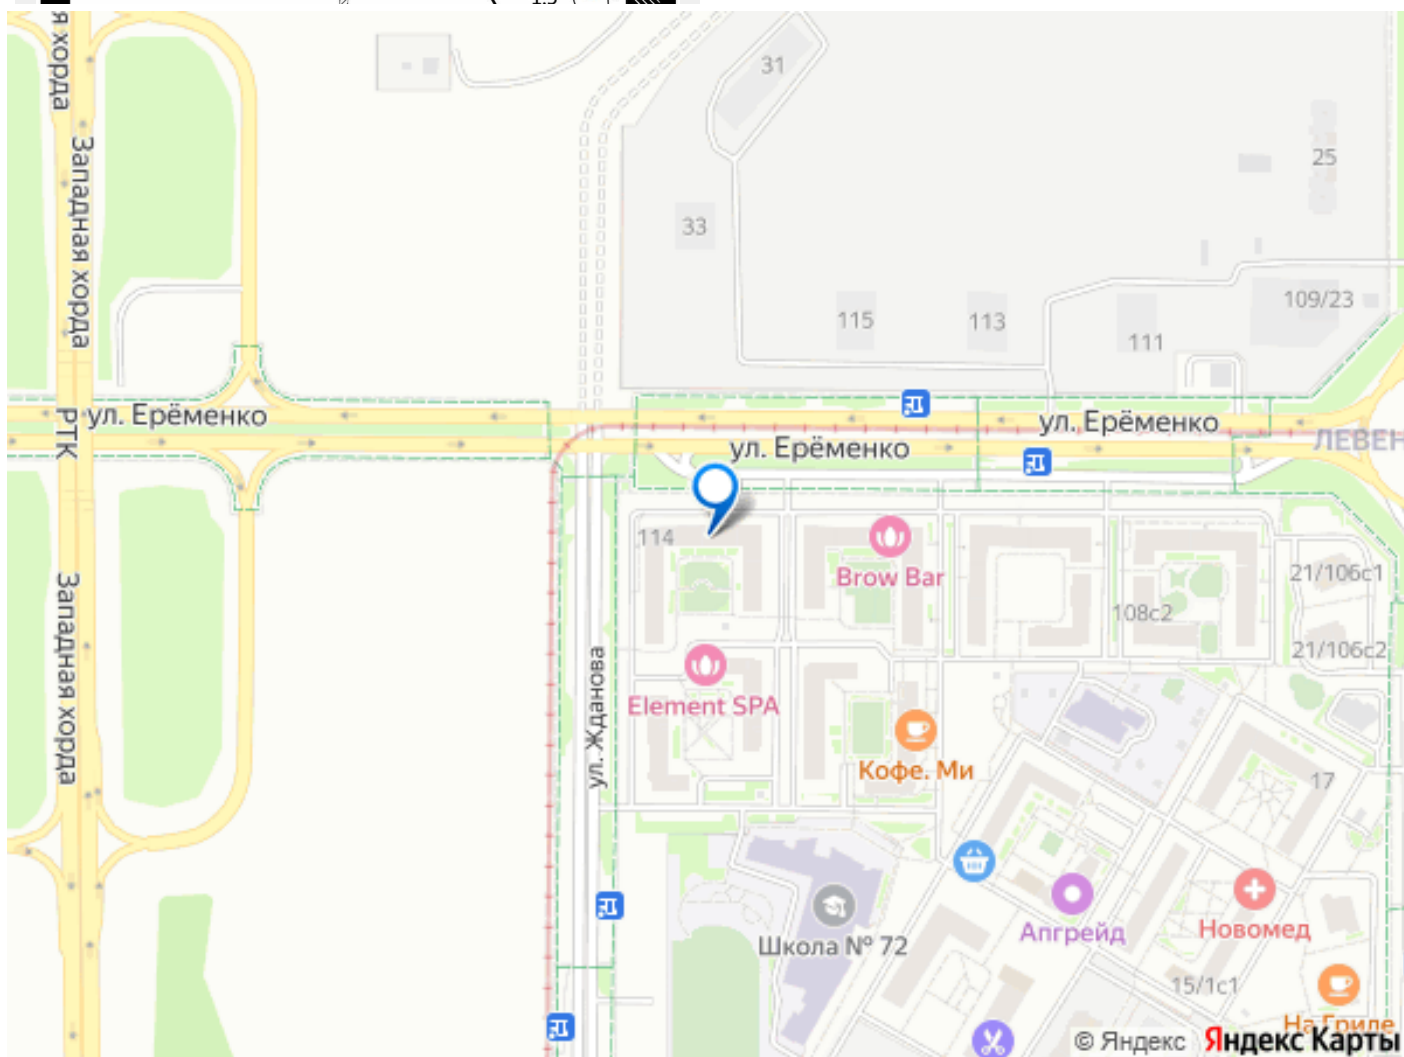 я хорда
Западная хорда
31
25
33
109/23
115
113
111
ул. Ерёменко
РТК
ул. Ерёменко
ул. Ерёменко
114
Brow Bar
21/106с1
108с2
21/106с2
Западная хорда
ул. Жданова
Element SPA
Кофе. Ми
17
Школа № 72
Апгрейд
Новомед
15/1с1
На Гриле
© Яндекс Яндекс Карты